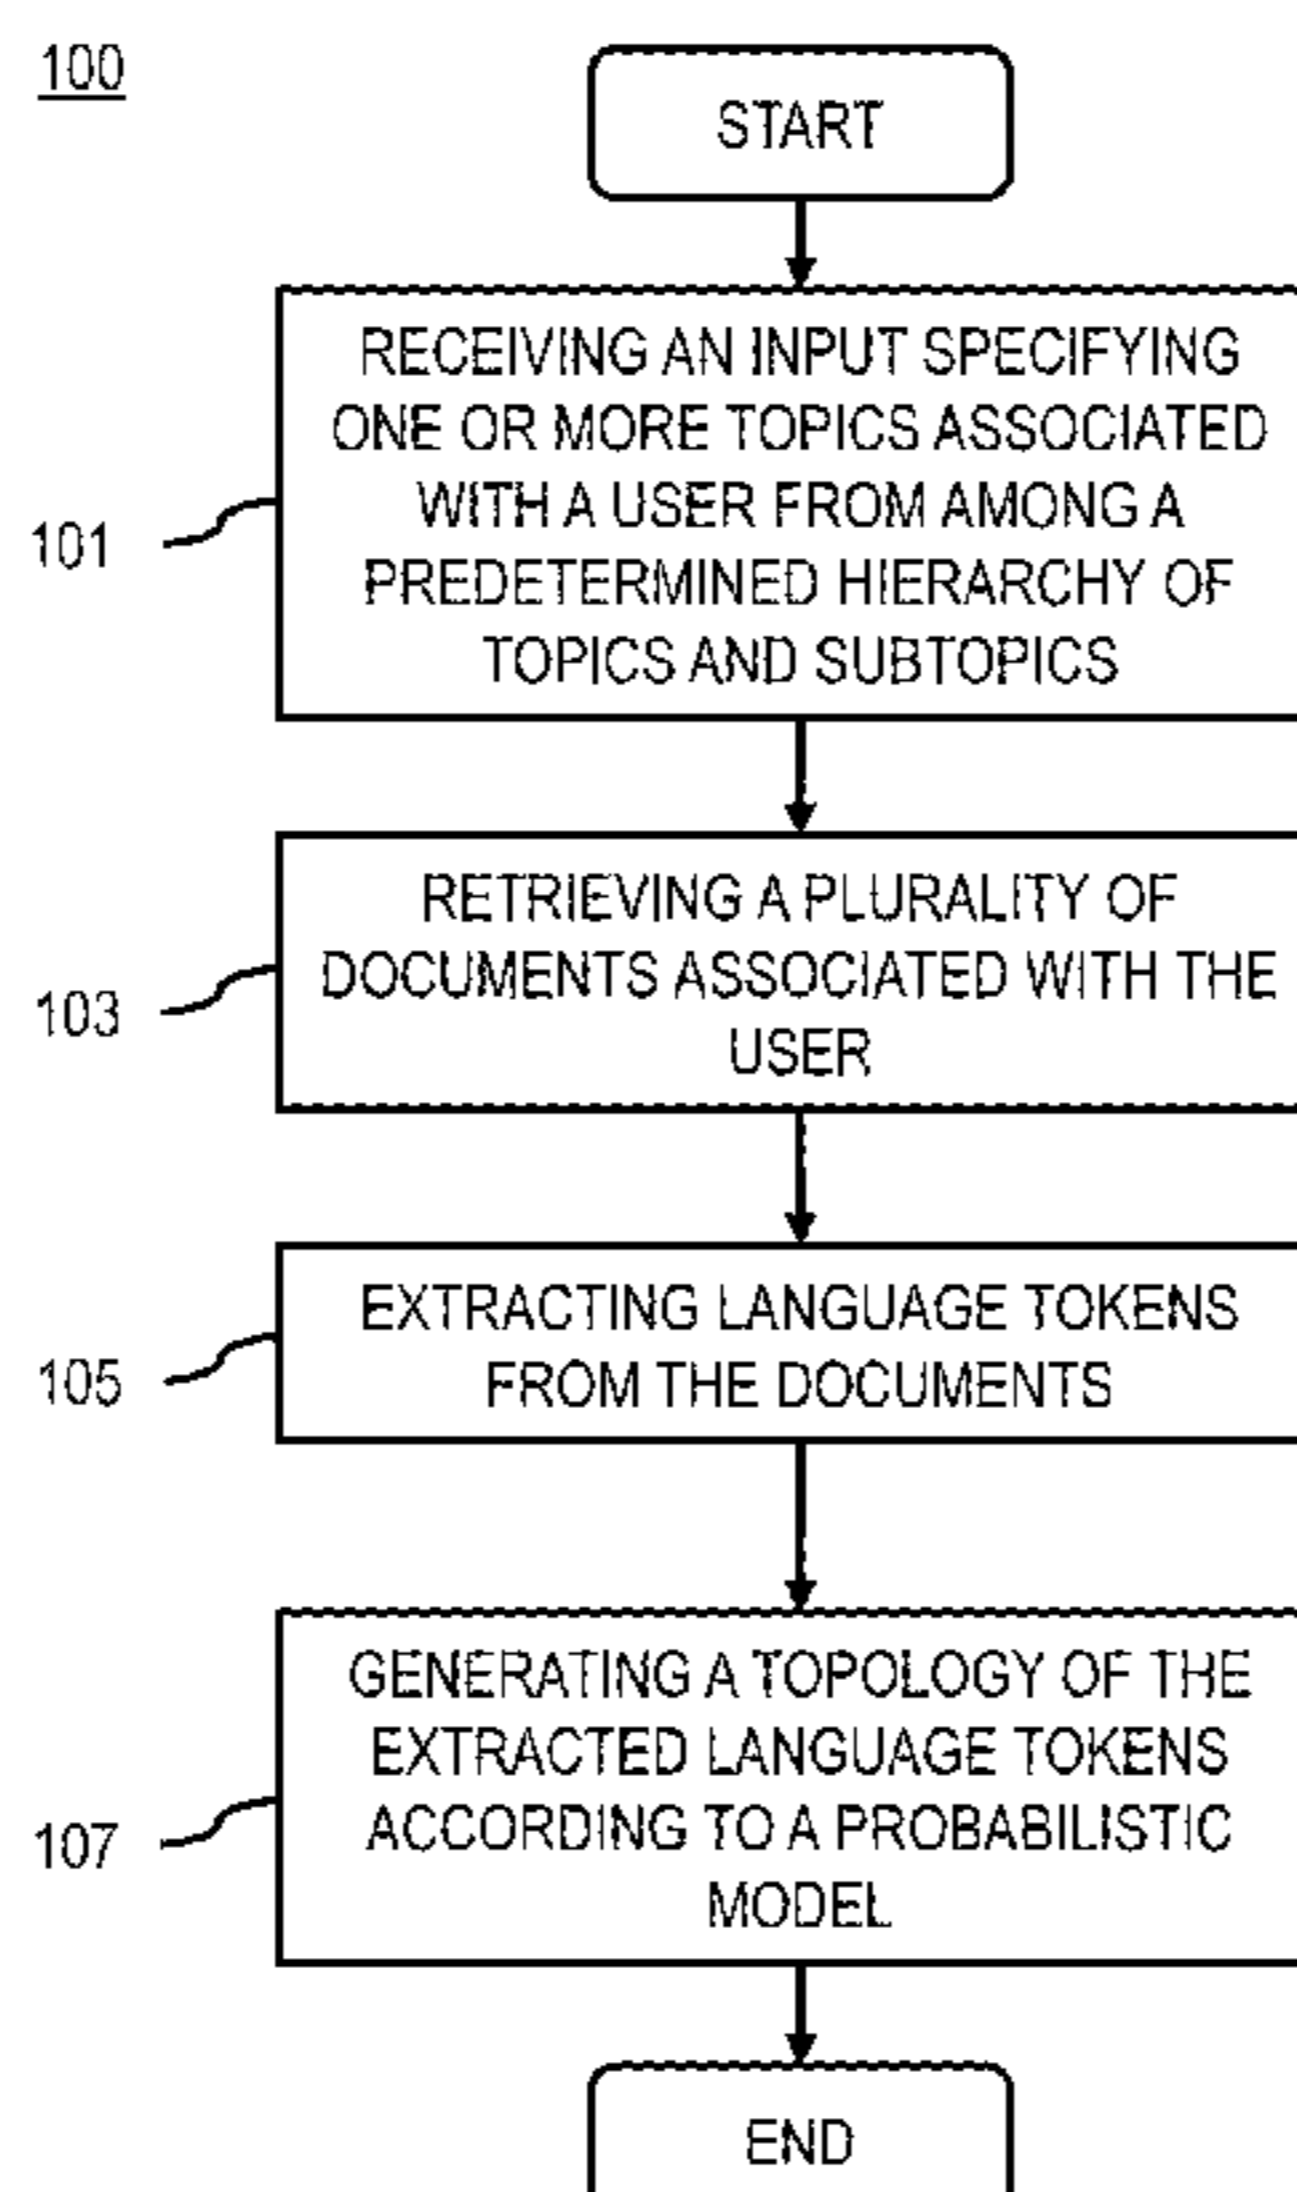 100
START
RECEIVING AN INPUT SPECIFYING
ONE OR MORE TOPICS ASSOCIATED
WITH A USER FROM AMONG A
PREDETERMINED HIERARCHY OF
TOPICS AND SUBTOPICS
101
RETRIEVING A PLURALITY OF
DOCUMENTS ASSOCIATED WITH THE
USER
103
EXTRACTING LANGUAGE TOKENS
FROM THE DOCUMENTS
105
GENERATING A TOPOLOGY OF THE
EXTRACTED LANGUAGE TOKENS
ACCORDING TO A PROBABILISTIC
MODEL
107
END